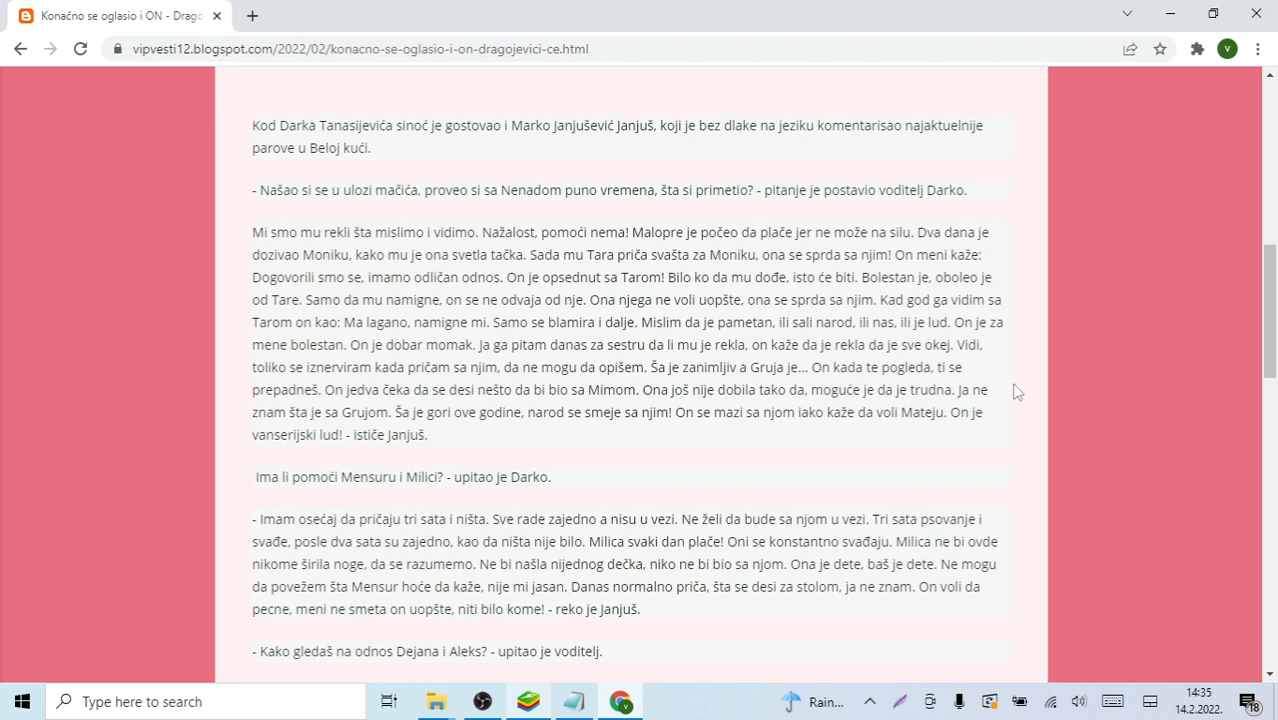 Konačno se oglasio i ON - Drago
vipvesti12.blogspot.com/2022/02/konacno-se-oglasio-i-on-dragojevici-ce.html
V
Kod Darka Tanasijevića sinoć je gostovao i Marko Janjušević Janjuš, koji je bez dlake na jeziku komentarisao najaktuelnije
parove u Beloj kući.
- Našao si se u ulozi mačića, proveo si sa Nenadom puno vremena, šta si primetio? - pitanje je postavio voditelj Darko.
Mi smo mu rekli šta mislimo i vidimo. Nažalost, pomoći nema! Malopre je počeo da plače jer ne može na silu. Dva dana je
dozivao Moniku, kako mu je ona svetla tačka. Sada mu Tara priča svašta za Moniku, ona se sprda sa njim! On meni kaže:
Dogovorili smo se, imamo odličan odnos. On je opsednut sa Tarom! Bilo ko da mu dođe, isto će biti. Bolestan je, oboleo je
od Tare. Samo da mu namigne, on se ne odvaja od nje. Ona njega ne voli uopšte, ona se sprda sa njim. Kad god ga vidim sa
Tarom on kao: Ma lagano, namigne mi. Samo se blamira i dalje. Mislim da je pametan, ili sali narod, ili nas, ili je lud. On je za
mene bolestan. On je dobar momak. Ja ga pitam danas za sestru da li mu je rekla, on kaže da je rekla da je sve okej. Vidi,
toliko se iznerviram kada pričam sa njim, da ne mogu da opišem. Ša je zanimljiv a Gruja je... On kada te pogleda, ti se
prepadneš. On jedva čeka da se desi nešto da bi bio sa Mimom. Ona još nije dobila tako da, moguće je da je trudna. Ja ne
znam šta je sa Grujom. Ša je gori ove godine, narod se smeje sa njim! On se mazi sa njom iako kaže da voli Mateju. On je
vanserijski lud! - ističe Janjuš.
Ima li pomoći Mensuru i Milici? - upitao je Darko.
- Imam osećaj da pričaju tri sata i ništa. Sve rade zajedno a nisu u vezi. Ne želi da bude sa njom u vezi. Tri sata psovanje i
svađe, posle dva sata su zajedno, kao da ništa nije bilo. Milica svaki dan plače! Oni se konstantno svađaju. Milica ne bi ovde
nikome širila noge, da se razumemo. Ne bi našla nijednog dečka, niko ne bi bio sa njom. Ona je dete, baš je dete. Ne mogu
da povežem šta Mensur hoće da kaže, nije mi jasan. Danas normalno priča, šta se desi za stolom, ja ne znam. On voli da
pecne, meni ne smeta on uopšte, niti bilo kome! - reko je Janjuš.
- Kako gledaš na odnos Dejana i Aleks? - upitao je voditelj.
Type here to search
Rain...
14:35
14.2.2022.
18